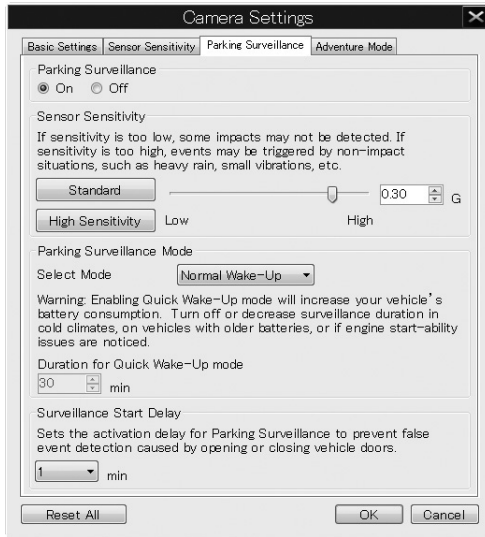 Camera Settings
Basic Settings Sensor Sensitivity Parking Surveillance Adventure Mode
Parking Surveillance
On Off
Sensor Sensitivity
If sensitivity is too low, some impacts may not be detected. If
sensitivity is too high, events may be triggered by non-impact
situations, such as heavy rain, small vibrations, etc.
Standard 0.30 G
High Sensitivity Low High
Parking Surveillance Mode
Select Mode Normal Wake-Up
Warning: Enabling Quick Wake-Up mode will increase your vehicle's
battery consumption. Turn off or decrease surveillance duration in
cold climates, on vehicles with older batteries, or if engine start-ability
issues are noticed.
Duration for Quick Wake-Up mode
30 min
Surveillance Start Delay
Sets the activation delay for Parking Surveillance to prevent false
event detection caused by opening or closing vehicle doors.
1 min
Reset All OK Cancel